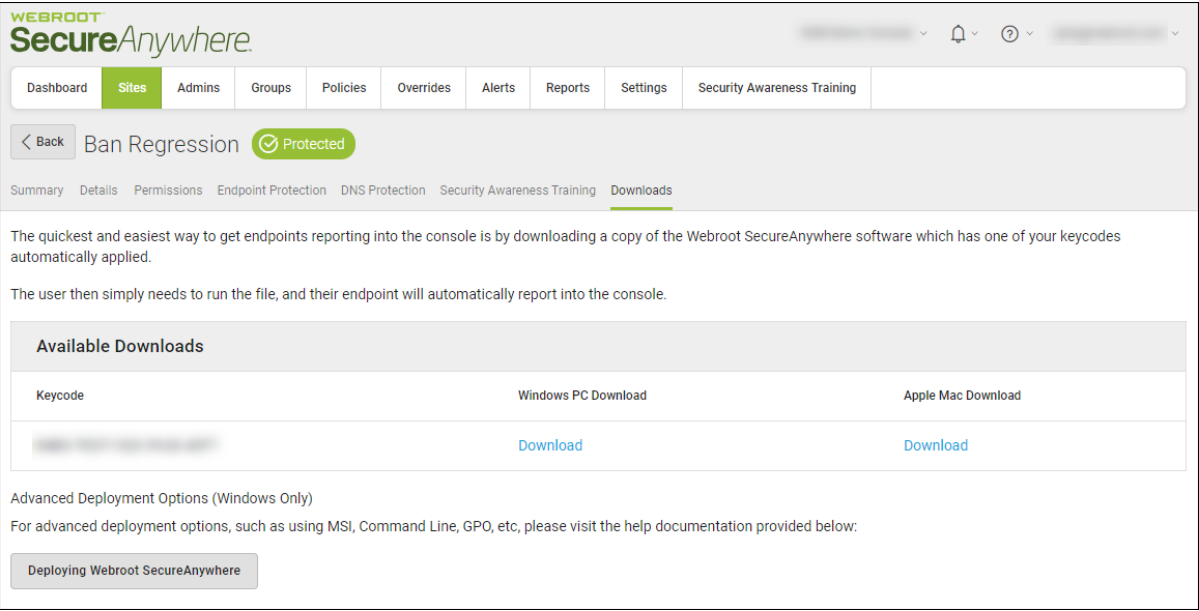 WEBROOT
SecureAnywhere.
Dashboard Sites Admins Groups Policies Overrides Alerts Reports Settings Security Awareness Training
Back Ban Regression Protected
Summary Details Permissions Endpoint Protection DNS Protection Security Awareness Training Downloads
The quickest and easiest way to get endpoints reporting into the console is by downloading a copy of the Webroot SecureAnywhere software which has one of your keycodes
automatically applied.
The user then simply needs to run the file, and their endpoint will automatically report into the console.
Available Downloads
Keycode Windows PC Download Apple Mac Download
Download Download
Advanced Deployment Options (Windows Only)
For advanced deployment options, such as using MSI, Command Line, GPO, etc, please visit the help documentation provided below:
Deploying Webroot SecureAnywhere